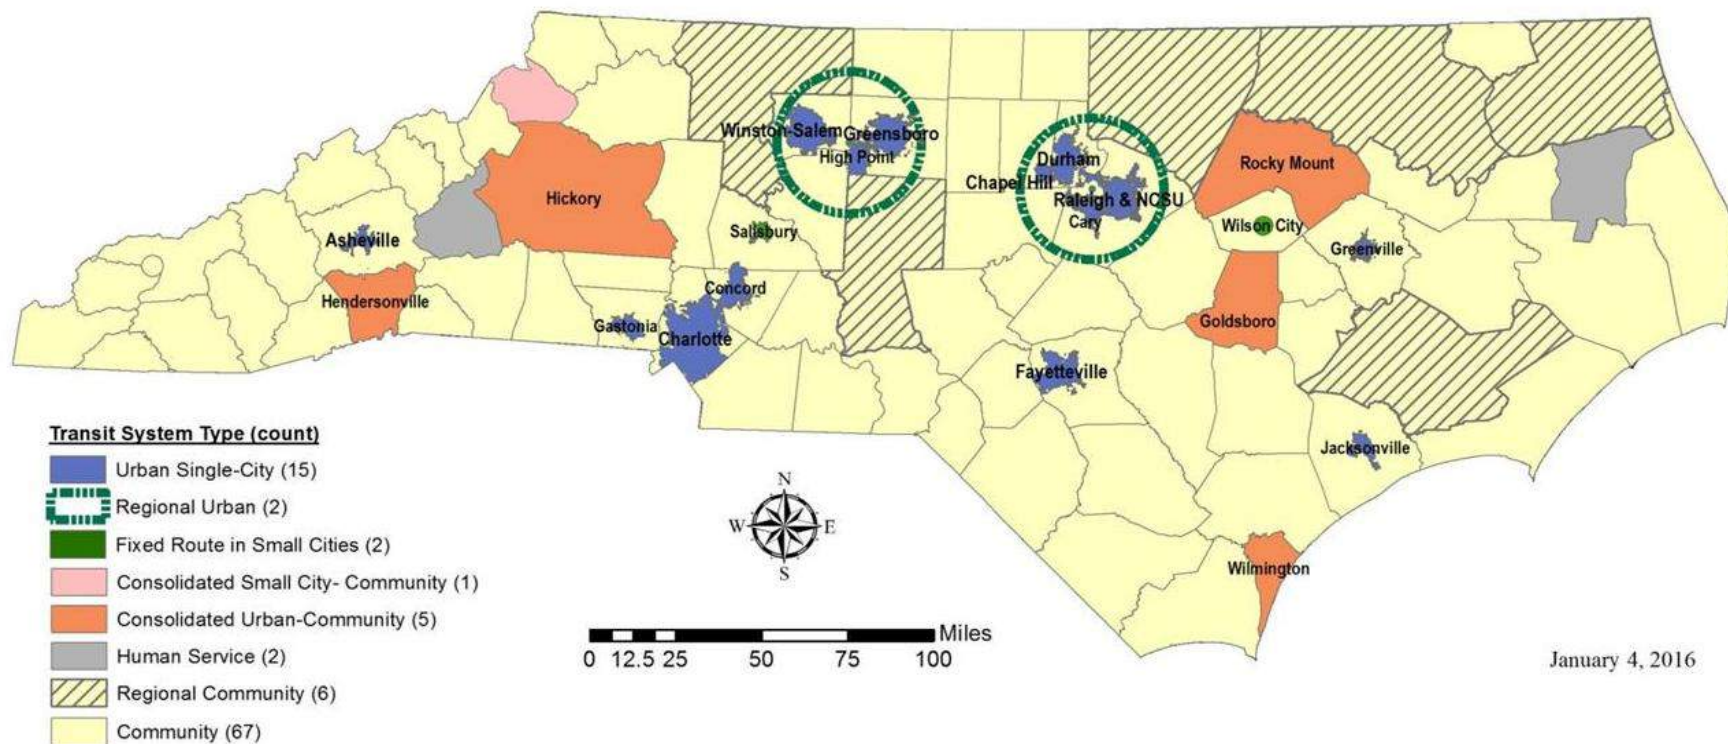 Winston-Salem
Greensboro
High Point
Durham
Chapel Hill
Raleigh & NCSU
Cary
Rocky Mount
Hickory
Asheville
Salisbury
Wilson City
Greenville
Hendersonville
Concord
Gastonia
Charlotte
Goldsboro
Fayetteville
Jacksonville
Wilmington
Transit System Type (count)
Urban Single-City (15)
Regional Urban (2)
Fixed Route in Small Cities (2)
Consolidated Small City- Community (1)
Consolidated Urban-Community (5)
Human Service (2)
Regional Community (6)
Community (67)
N
W E
S
Miles
0 12.5 25 50 75 100
January 4, 2016